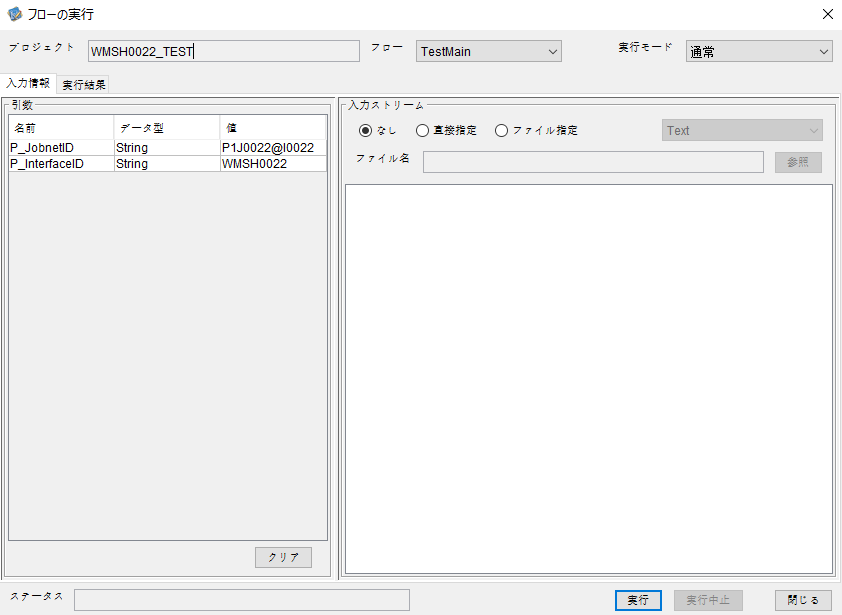 フローの実行
プロジェクト WMSH0022_TEST フロー TestMain 実行モード 通常
入力情報 実行結果
引数
名前 データ型 値
P_JobnetID String P1J0022@I0022
P_InterfaceID String WMSH0022
クリア
入力ストリーム
なし 直接指定 ファイル指定 Text
ファイル名 参照
ステータス 実行 実行中止 閉じる